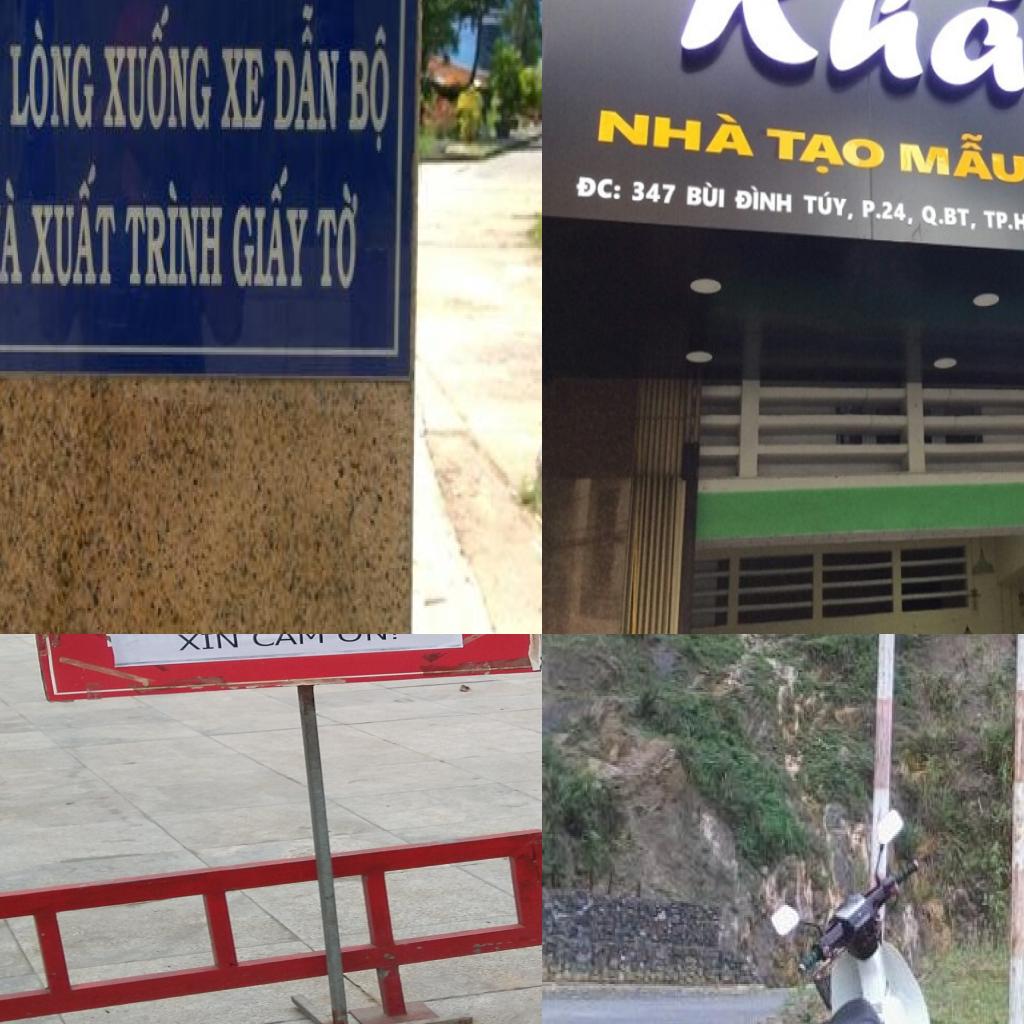 LÒNG XUỐNG XE DẪN BỘ
À XUẤT TRÌNH GIẤY TỜ
Khá
NHÀ TẠO MẪU
ĐC: 347 BÙI ĐÌNH TÚY, P.24, Q.BT, TP.H
XIN CẢM ƠN!